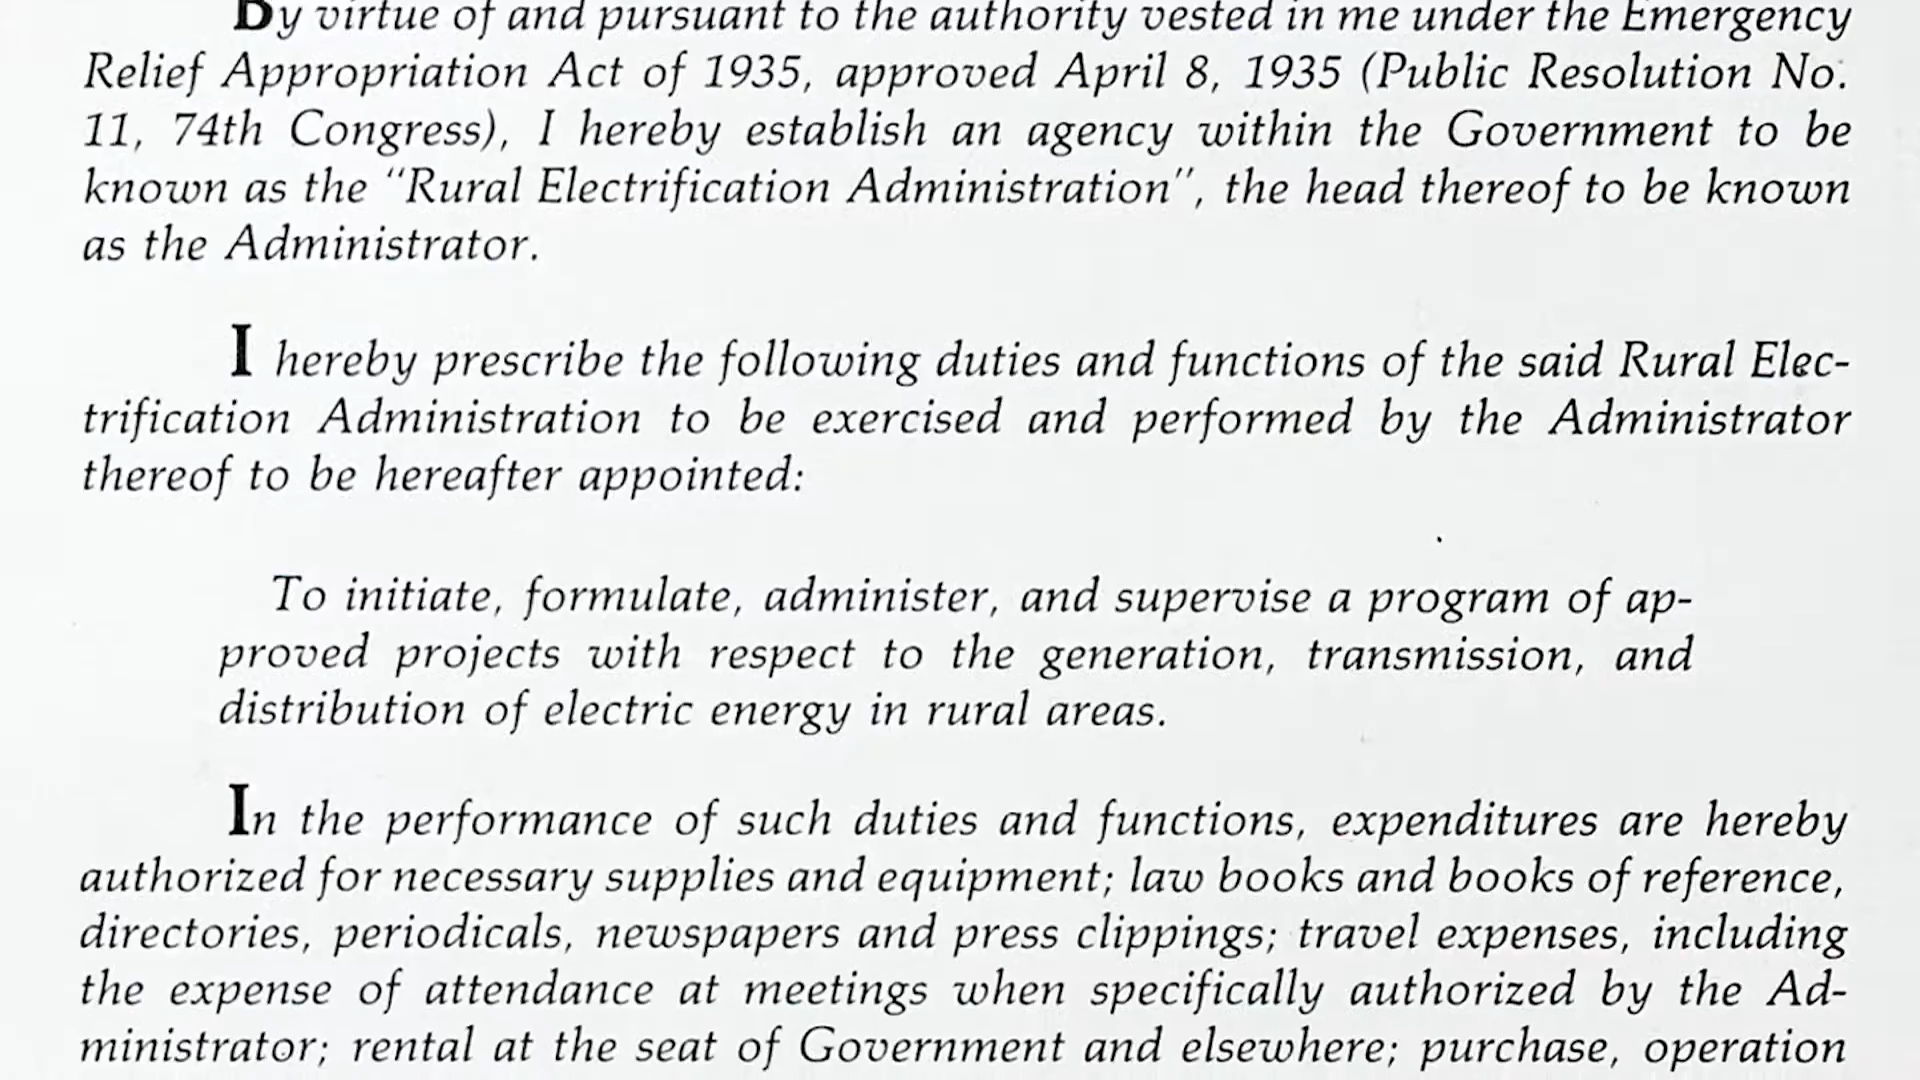 By virtue of and pursuant to the authority vested in me under the Emergency
Relief Appropriation Act of 1935, approved April 8, 1935 (Public Resolution No.
11, 74th Congress), I hereby establish an agency within the Government to be
known as the "Rural Electrification Administration", the head thereof to be known
as the Administrator.
I hereby prescribe the following duties and functions of the said Rural Elec-
trification Administration to be exercised and performed by the Administrator
thereof to be hereafter appointed:
To initiate, formulate, administer, and supervise a program of ap-
proved projects with respect to the generation, transmission, and
distribution of electric energy in rural areas.
In the performance of such duties and functions, expenditures are hereby
authorized for necessary supplies and equipment; law books and books of reference,
directories, periodicals, newspapers and press clippings; travel expenses, including
the expense of attendance at meetings when specifically authorized by the Ad-
ministrator; rental at the seat of Government and elsewhere; purchase, operation